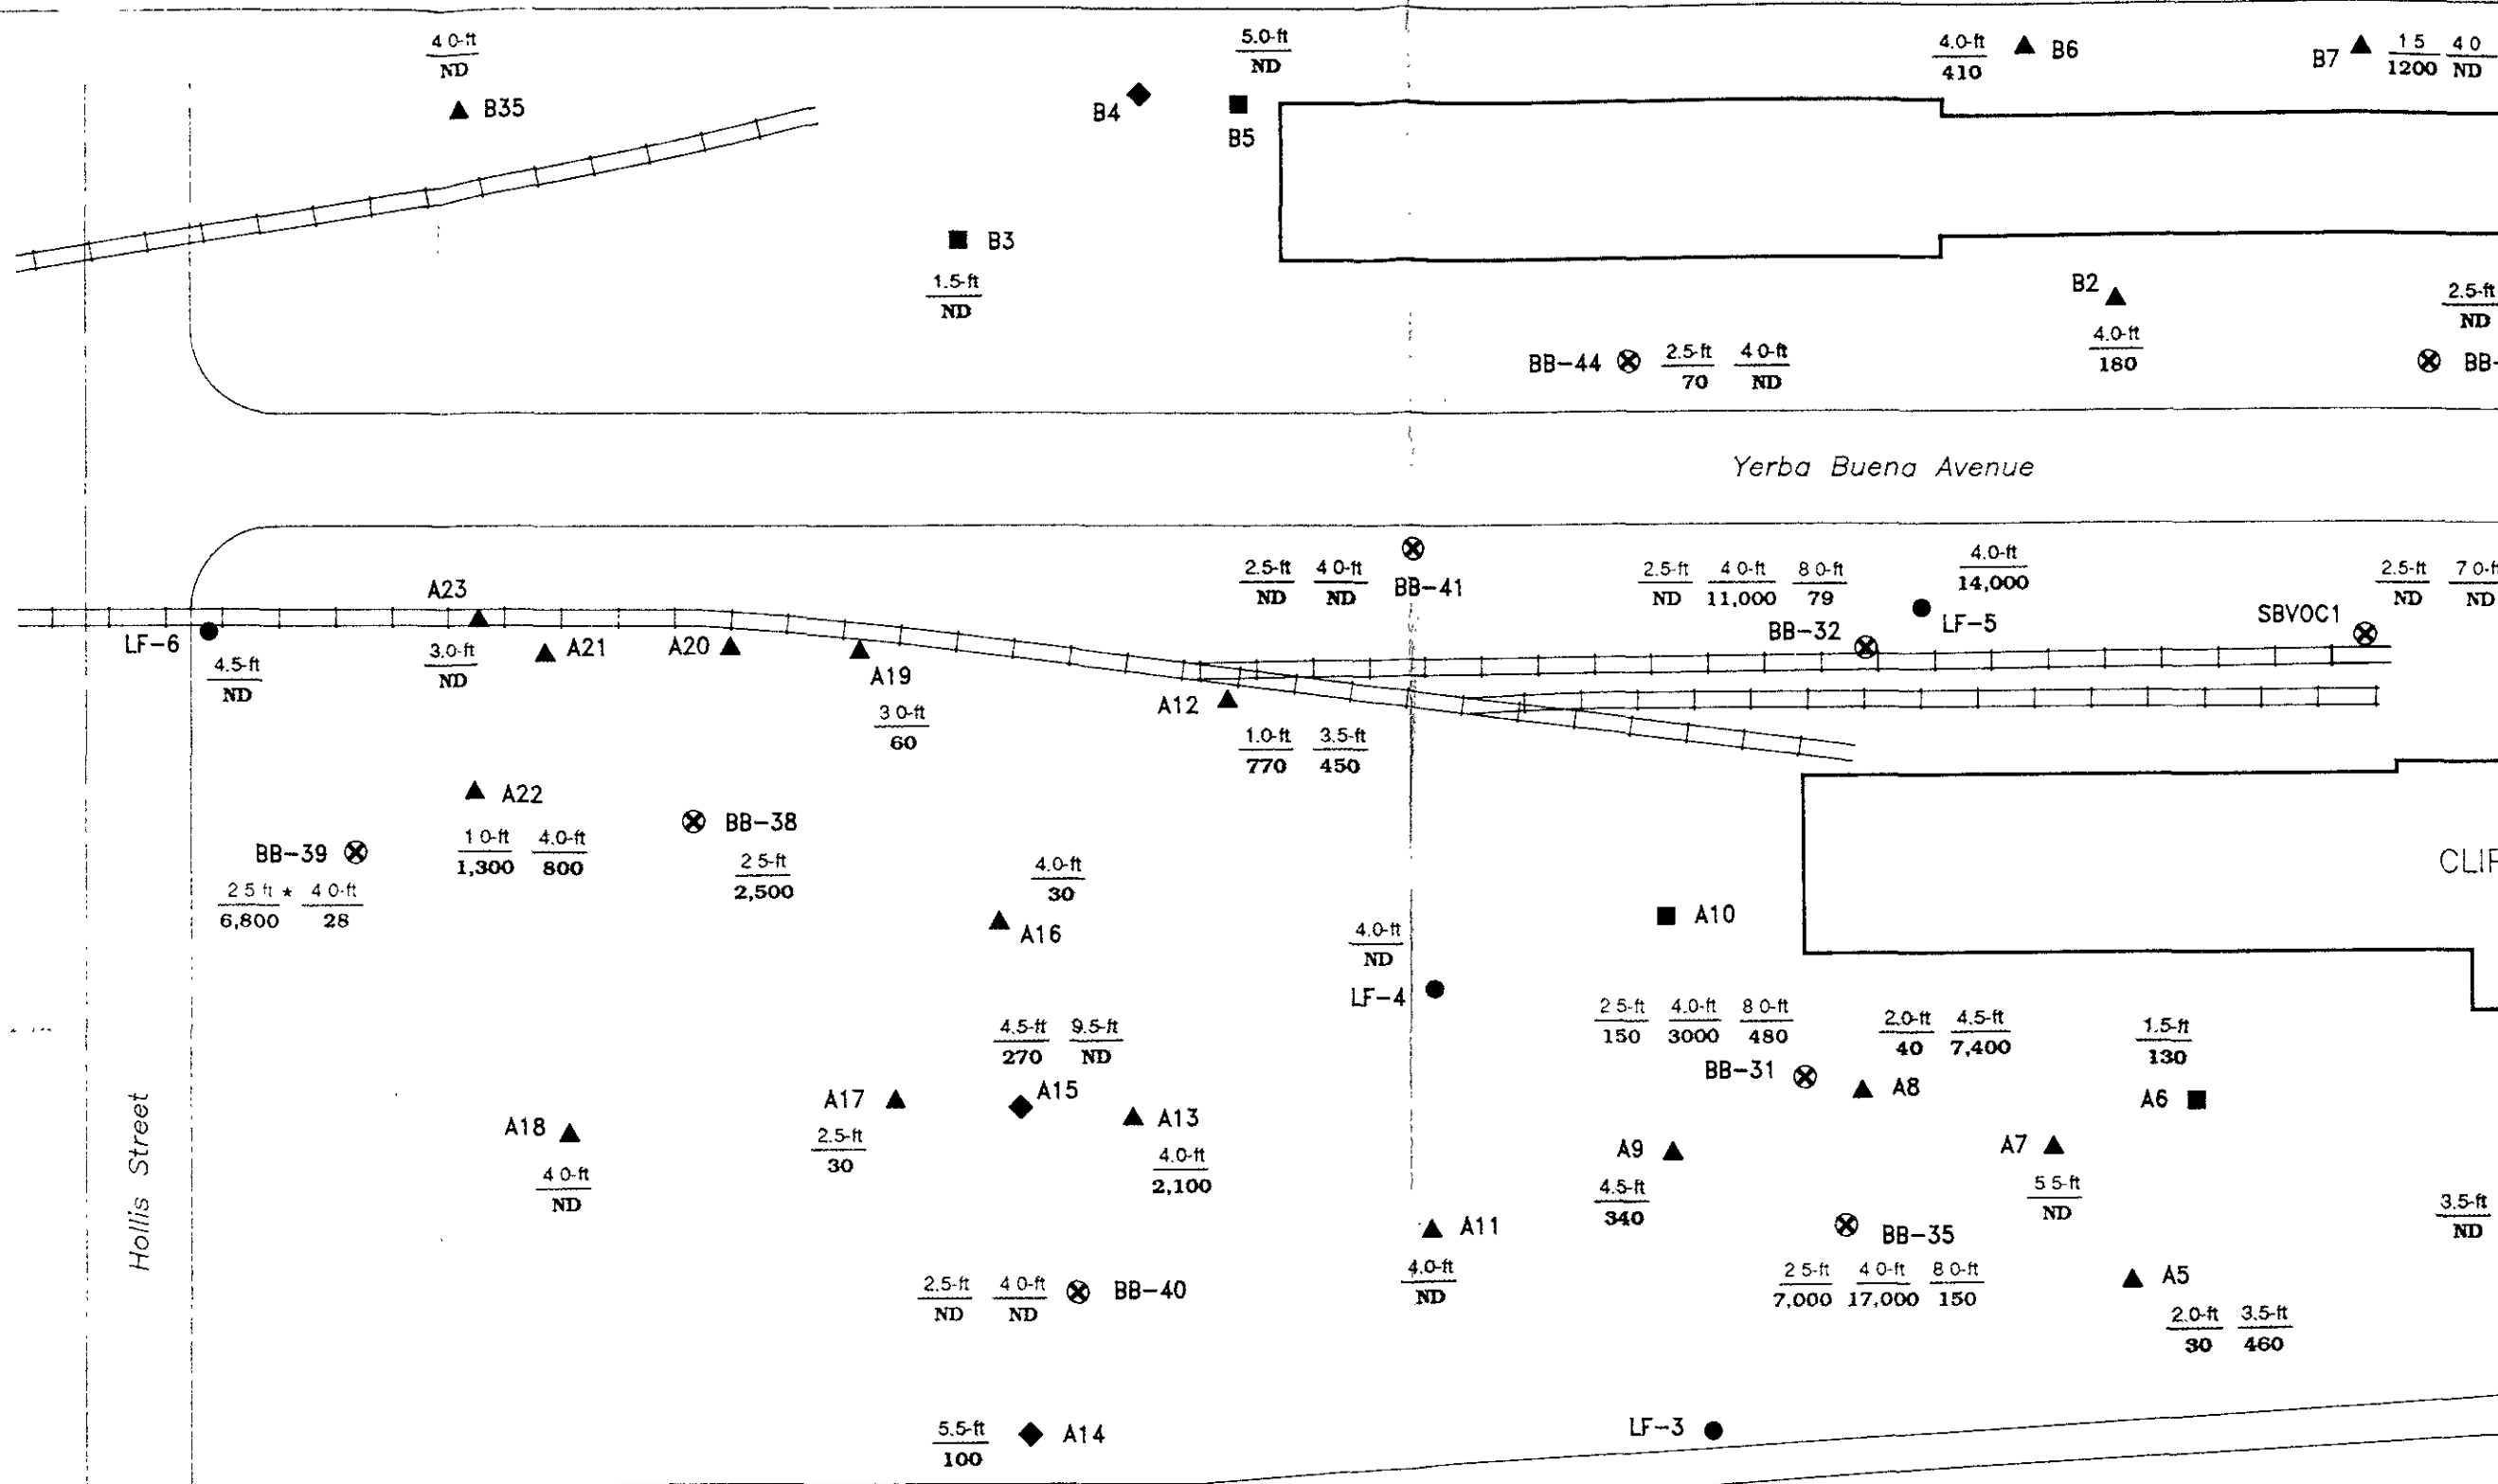 4 0-ft
ND
B35
B4
5.0-ft
ND
B5
4.0-ft
410
B6
B7
1 5 4 0
1200 ND
B3
1.5-ft
ND
B2
4.0-ft
180
2.5-ft
ND
BB-44
2.5-ft 4 0-ft
70 ND
BB-
Yerba Buena Avenue
A23
3.0-ft
ND
LF-6
4.5-ft
ND
A21
A20
A19
3 0-ft
60
2.5-ft 4 0-ft
ND ND
BB-41
2.5-ft 4 0-ft 8 0-ft
ND 11,000 79
BB-32
4.0-ft
14,000
LF-5
SBVOC1
2.5-ft 7 0-ft
ND ND
A12
1.0-ft 3.5-ft
770 450
A22
1 0-ft 4.0-ft
1,300 800
BB-39
2 5 ft * 4 0-ft
6,800 28
BB-38
2 5-ft
2,500
4.0-ft
30
A16
4.0-ft
ND
LF-4
A10
CLIF
2 5-ft 4.0-ft 8 0-ft
150 3000 480
BB-31
2.0-ft 4.5-ft
40 7,400
A8
1.5-ft
130
A6
4.5-ft 9.5-ft
270 ND
A15
A17
2.5-ft
30
A13
4.0-ft
2,100
A18
4 0-ft
ND
Hollis Street
A9
4.5-ft
340
A7
5 5-ft
ND
3.5-ft
ND
A11
4.0-ft
ND
BB-35
2 5-ft 4 0-ft 8 0-ft
7,000 17,000 150
A5
2.0-ft 3.5-ft
30 460
2.5-ft 4 0-ft
ND ND
BB-40
5.5-ft
100
A14
LF-3